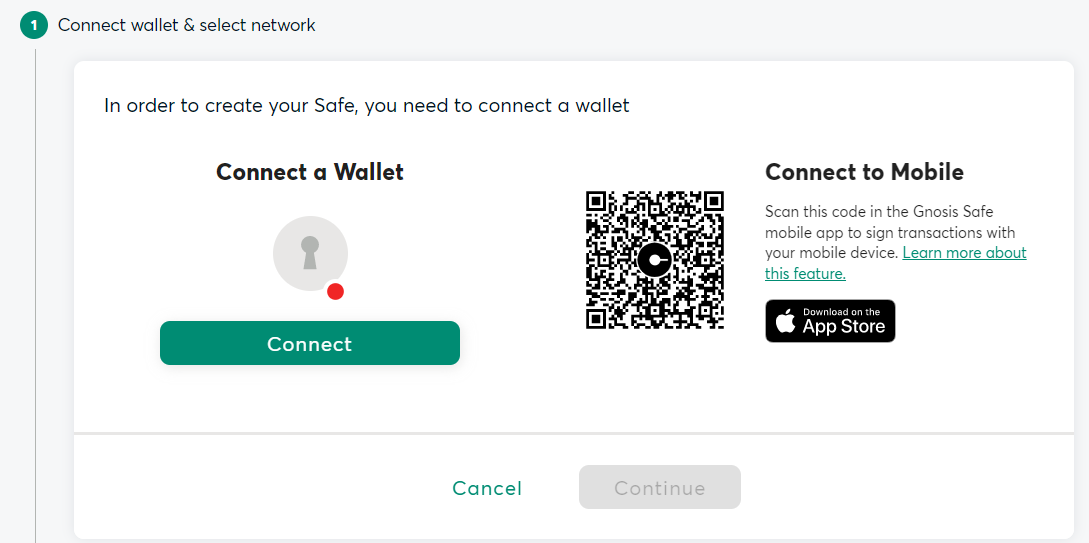 1 Connect wallet & select network
In order to create your Safe, you need to connect a wallet
Connect a Wallet
Connect
Connect to Mobile
Scan this code in the Gnosis Safe
mobile app to sign transactions with
your mobile device. Learn more about
this feature.
Download on the
App Store
Cancel
Continue